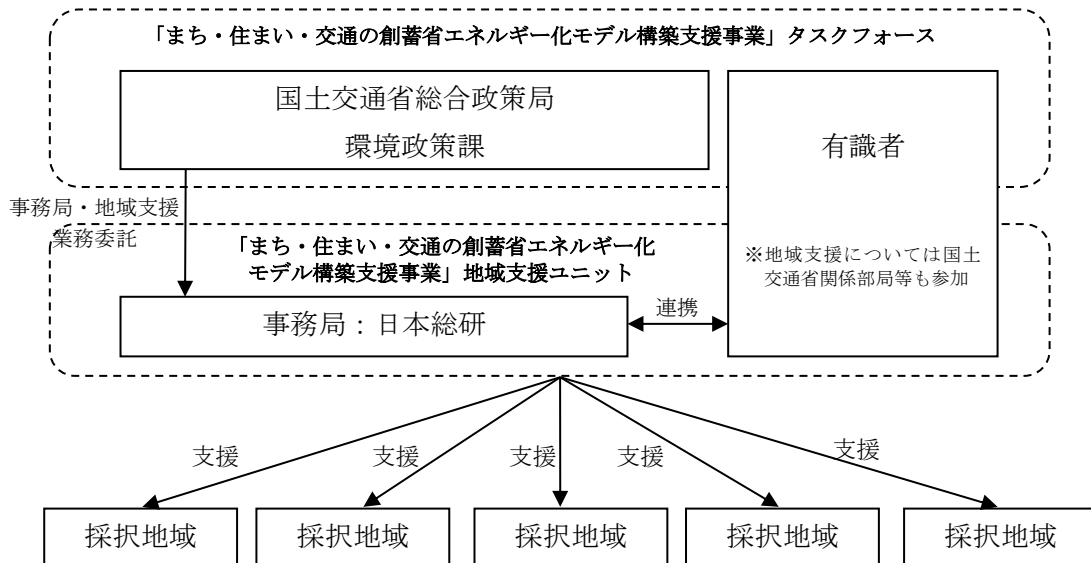 「まち・住まい・交通の創蓄省エネルギー化モデル構築支援事業」タスクフォース
国土交通省総合政策局
環境政策課
有識者
事務局・地域支援
業務委託
「まち・住まい・交通の創蓄省エネルギー化
モデル構築支援事業」地域支援ユニット
※地域支援については国土
交通省関係部局等も参加
事務局：日本総研
連携
支援
支援
支援
支援
支援
採択地域
採択地域
採択地域
採択地域
採択地域